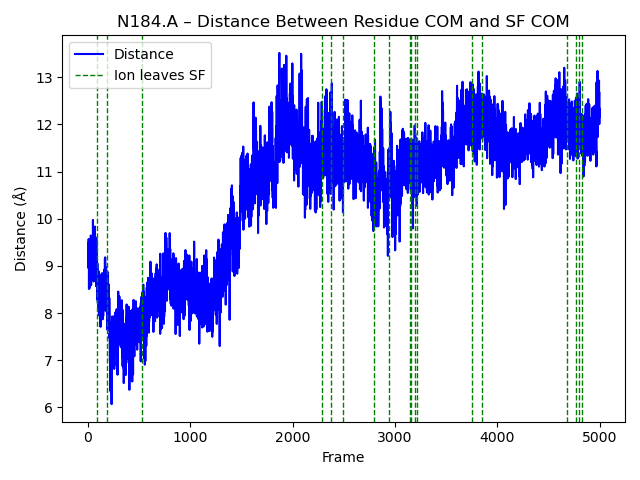 N184.A – Distance Between Residue COM and SF COM
Distance
Ion leaves SF
Distance (Å)
13
12
11
10
9
8
7
6
0
1000
2000
3000
4000
5000
Frame